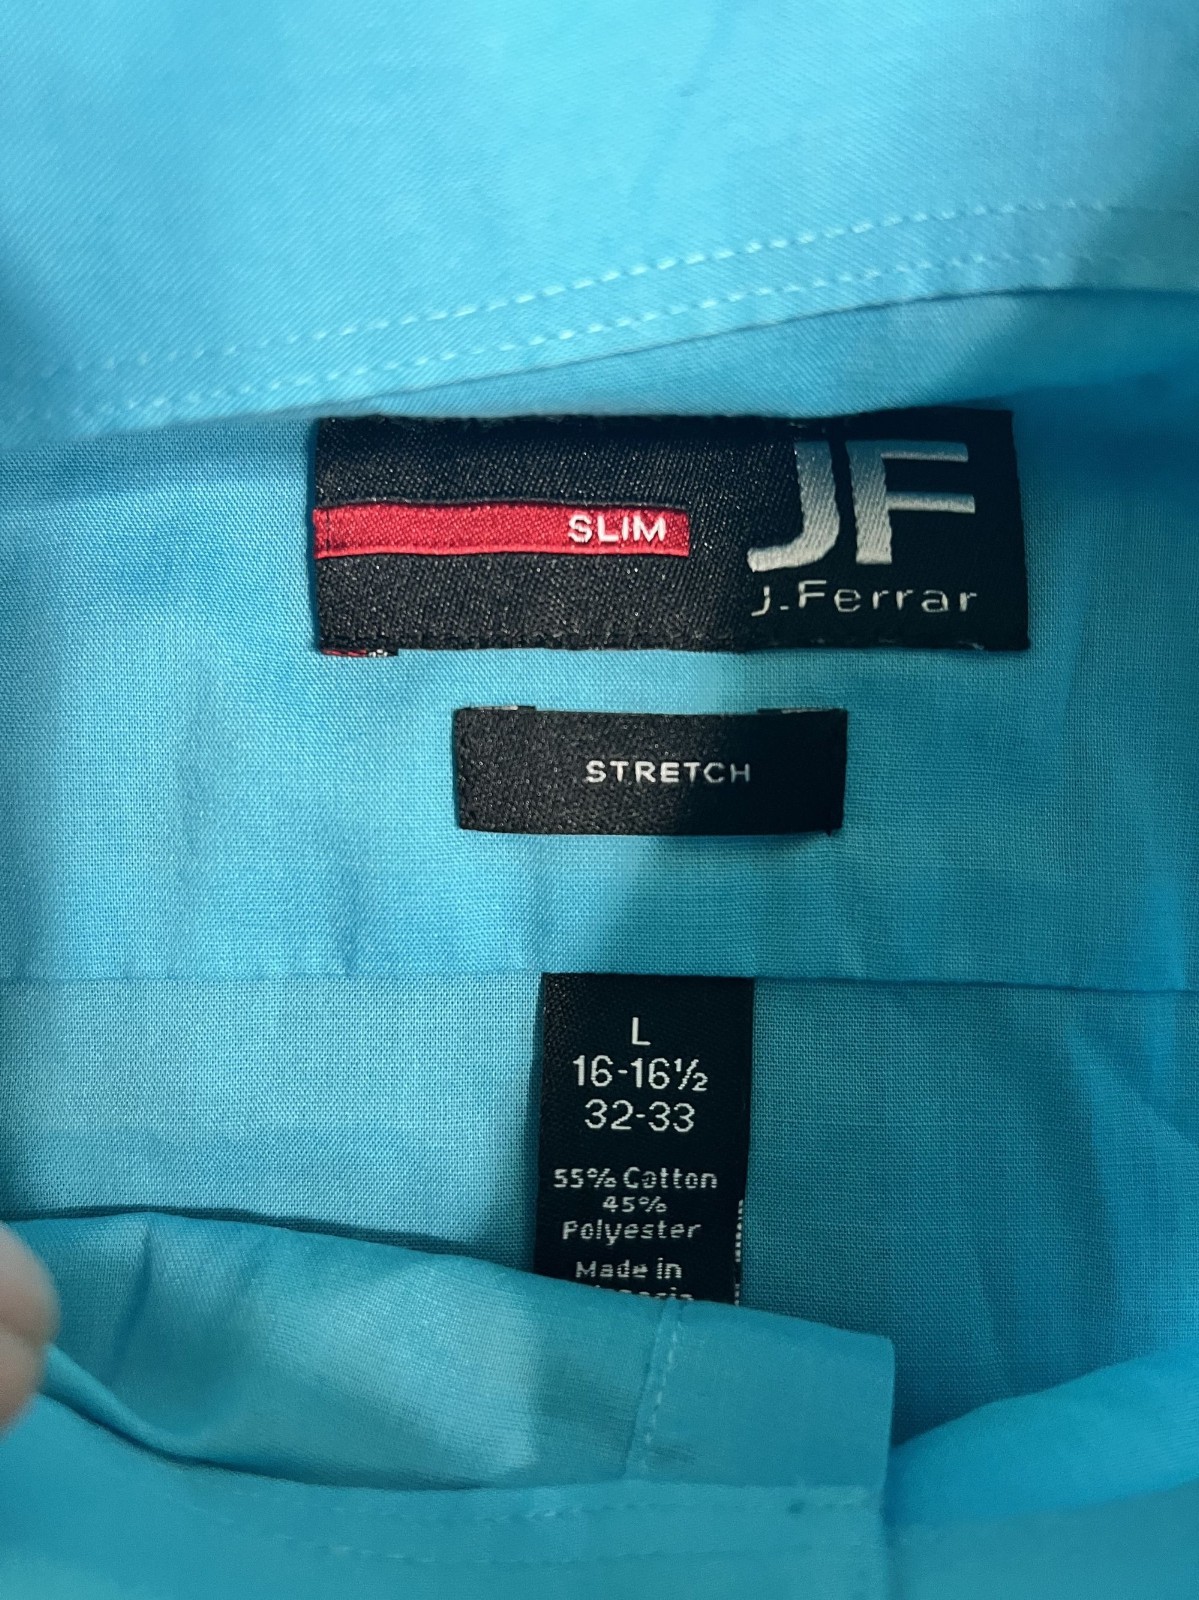 SLIM
JF
J.Ferrar
STRETCH
L
16-16½
32-33
55% Cotton
45%
Polyester
Made in